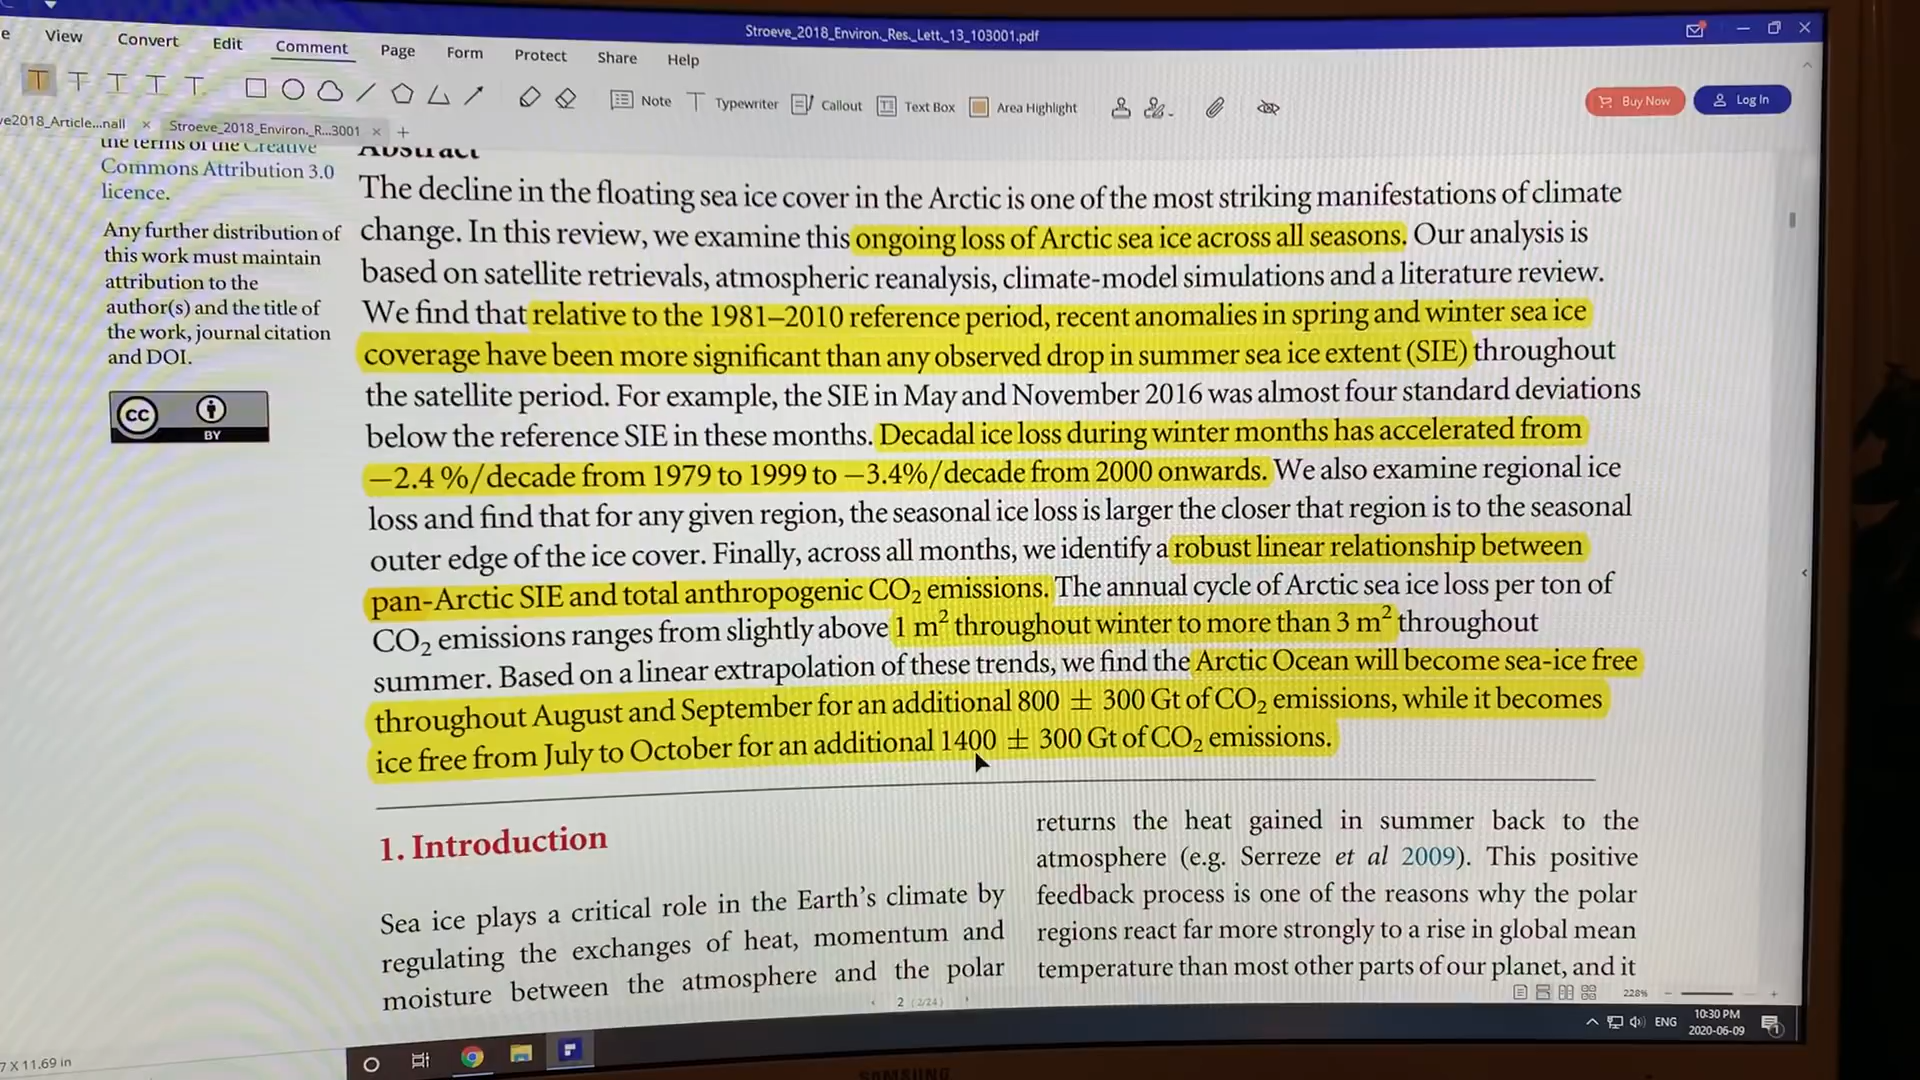 Stroeve_2018_Environ._Res._Lett._13_103001.pdf
e View Convert Edit Comment Page Form Protect Share Help
T T T T T Note Typewriter Callout Text Box Area Highlight Buy Now Log In
ve2018_Article...nall × Stroeve_2018_Environ._R...3001 × +
the terms of the Creative
Commons Attribution 3.0
licence.
Any further distribution of
this work must maintain
attribution to the
author(s) and the title of
the work, journal citation
and DOI.
cc
BY
Abstract
The decline in the floating sea ice cover in the Arctic is one of the most striking manifestations of climate
change. In this review, we examine this ongoing loss of Arctic sea ice across all seasons. Our analysis is
based on satellite retrievals, atmospheric reanalysis, climate-model simulations and a literature review.
We find that relative to the 1981–2010 reference period, recent anomalies in spring and winter sea ice
coverage have been more significant than any observed drop in summer sea ice extent (SIE) throughout
the satellite period. For example, the SIE in May and November 2016 was almost four standard deviations
below the reference SIE in these months. Decadal ice loss during winter months has accelerated from
−2.4 %/decade from 1979 to 1999 to −3.4%/decade from 2000 onwards. We also examine regional ice
loss and find that for any given region, the seasonal ice loss is larger the closer that region is to the seasonal
outer edge of the ice cover. Finally, across all months, we identify a robust linear relationship between
pan-Arctic SIE and total anthropogenic CO₂ emissions. The annual cycle of Arctic sea ice loss per ton of
CO₂ emissions ranges from slightly above 1 m² throughout winter to more than 3 m² throughout
summer. Based on a linear extrapolation of these trends, we find the Arctic Ocean will become sea-ice free
throughout August and September for an additional 800 ± 300 Gt of CO₂ emissions, while it becomes
ice free from July to October for an additional 1400 ± 300 Gt of CO₂ emissions.
1. Introduction
Sea ice plays a critical role in the Earth's climate by
regulating the exchanges of heat, momentum and
moisture between the atmosphere and the polar
returns the heat gained in summer back to the
atmosphere (e.g. Serreze et al 2009). This positive
feedback process is one of the reasons why the polar
regions react far more strongly to a rise in global mean
temperature than most other parts of our planet, and it
2 (2/24)
228%
7 X 11.69 in
ENG
10:30 PM
2020-06-09
1
SAMSUNG